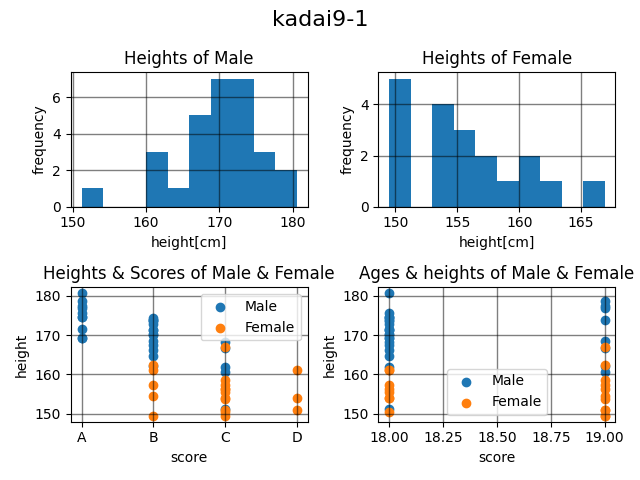 kadai9-1
Heights of Male
6
4
2
0
frequency
150 160 170 180
height[cm]
Heights of Female
4
2
0
frequency
150 155 160 165
height[cm]
Heights & Scores of Male & Female
180
170
160
150
height
Male
Female
A B C D
score
Ages & heights of Male & Female
180
170
160
150
height
Male
Female
18.00 18.25 18.50 18.75 19.00
score